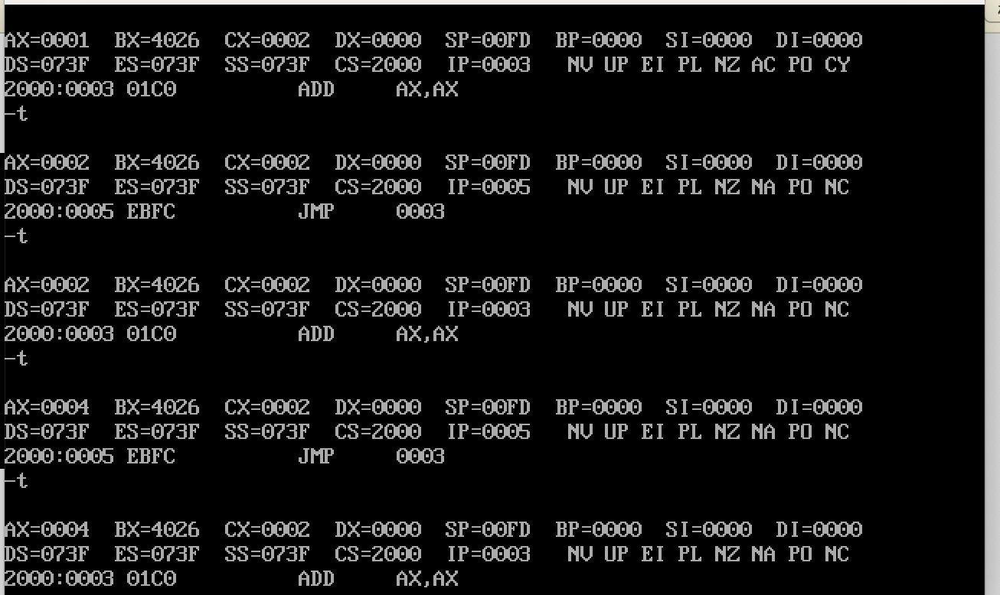 AX=0001  BX=4026  CX=0002  DX=0000  SP=00FD  BP=0000  SI=0000  DI=0000
DS=073F  ES=073F  SS=073F  CS=2000  IP=0003   NV UP EI PL NZ AC PO CY
2000:0003 01C0          ADD     AX,AX
-t
AX=0002  BX=4026  CX=0002  DX=0000  SP=00FD  BP=0000  SI=0000  DI=0000
DS=073F  ES=073F  SS=073F  CS=2000  IP=0005   NV UP EI PL NZ NA PO NC
2000:0005 EBFC          JMP     0003
-t
AX=0002  BX=4026  CX=0002  DX=0000  SP=00FD  BP=0000  SI=0000  DI=0000
DS=073F  ES=073F  SS=073F  CS=2000  IP=0003   NV UP EI PL NZ NA PO NC
2000:0003 01C0          ADD     AX,AX
-t
AX=0004  BX=4026  CX=0002  DX=0000  SP=00FD  BP=0000  SI=0000  DI=0000
DS=073F  ES=073F  SS=073F  CS=2000  IP=0005   NV UP EI PL NZ NA PO NC
2000:0005 EBFC          JMP     0003
-t
AX=0004  BX=4026  CX=0002  DX=0000  SP=00FD  BP=0000  SI=0000  DI=0000
DS=073F  ES=073F  SS=073F  CS=2000  IP=0003   NV UP EI PL NZ NA PO NC
2000:0003 01C0          ADD     AX,AX